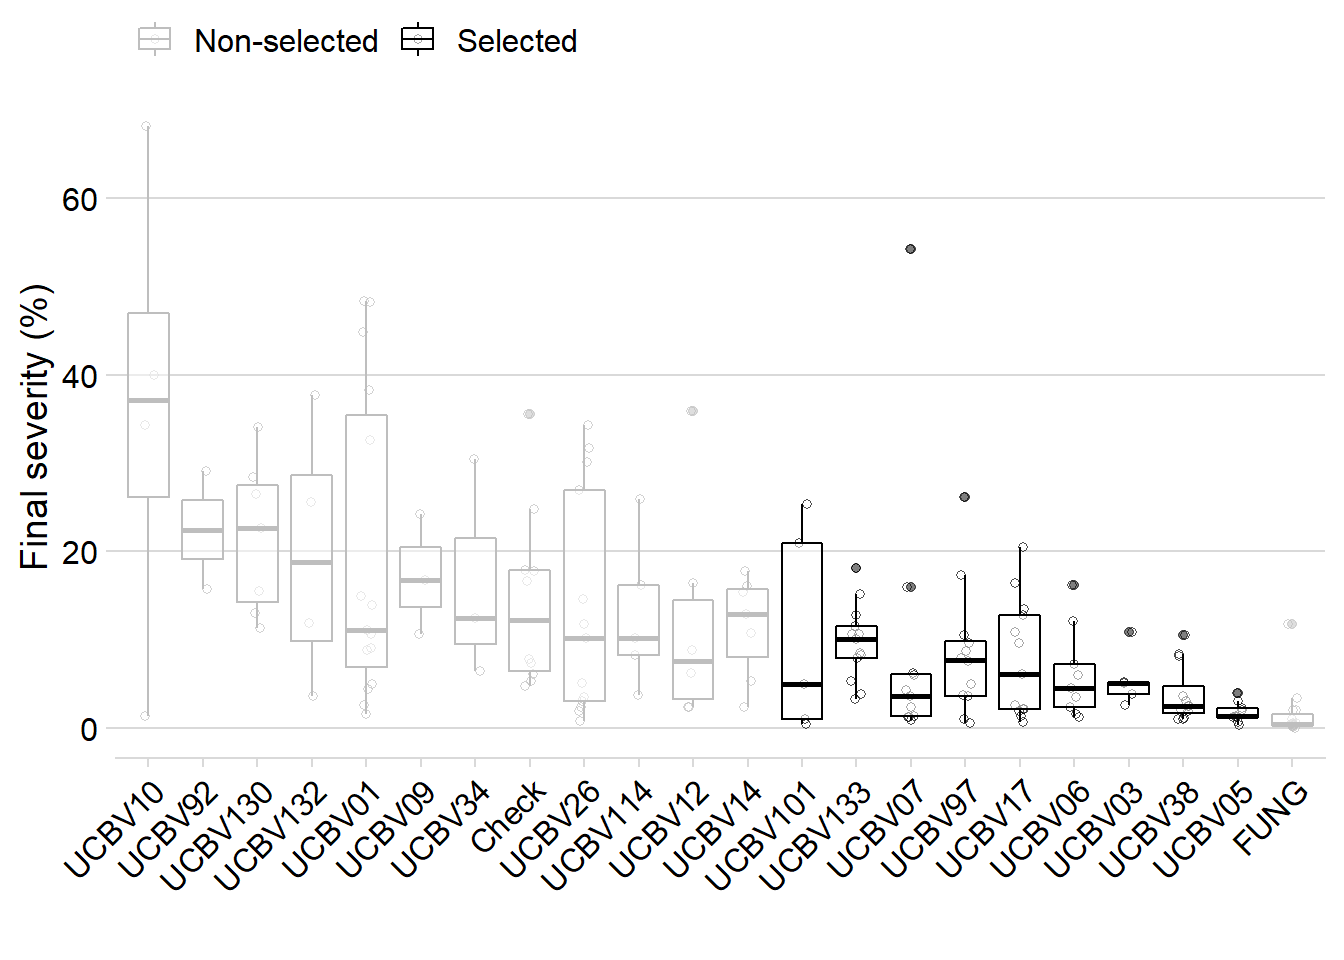 Non-selected Selected
Final severity (%)
60
40
20
0
UCBV10
UCBV92
UCBV130
UCBV132
UCBV01
UCBV09
UCBV34
Check
UCBV26
UCBV114
UCBV12
UCBV14
UCBV101
UCBV133
UCBV07
UCBV97
UCBV17
UCBV06
UCBV03
UCBV38
UCBV05
FUNG